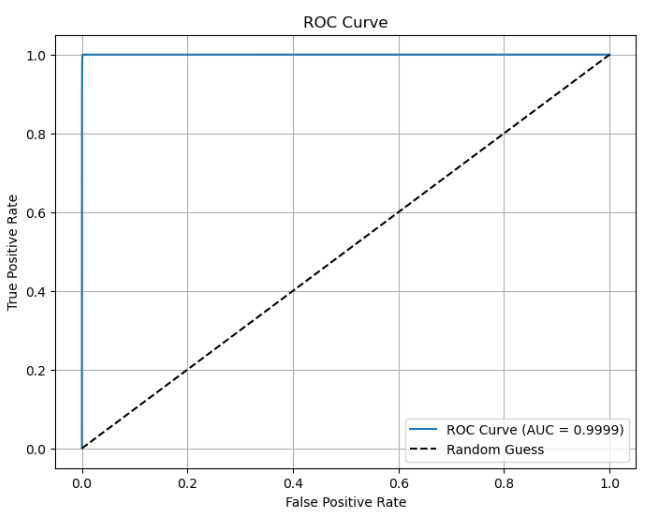 ROC Curve
1.0
0.8
0.6
0.4
0.2
0.0
True Positive Rate
ROC Curve (AUC = 0.9999)
Random Guess
0.0 0.2 0.4 0.6 0.8 1.0
False Positive Rate